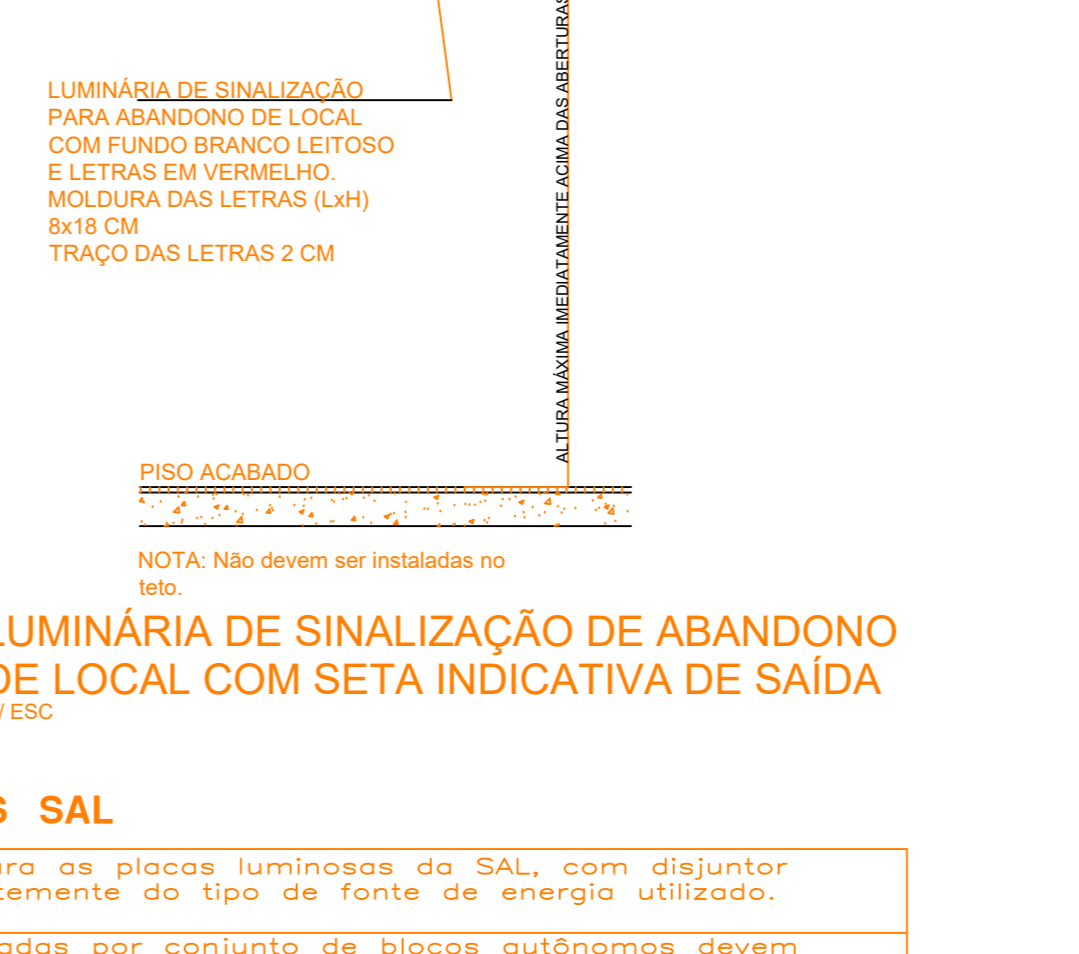 LUMINÁRIA DE SINALIZAÇÃO
PARA ABANDONO DE LOCAL
COM FUNDO BRANCO LEITOSO
E LETRAS EM VERMELHO.
MOLDURA DAS LETRAS (LxH)
8x18 CM
TRAÇO DAS LETRAS 2 CM
ALTURA MÁXIMA IMEDIATAMENTE ACIMA DAS ABERTURAS
PISO ACABADO
NOTA: Não devem ser instaladas no
teto.
LUMINÁRIA DE SINALIZAÇÃO DE ABANDONO
DE LOCAL COM SETA INDICATIVA DE SAÍDA
/ ESC
SAL
as placas luminosas da SAL, com disjuntor
do tipo de fonte de energia utilizado.
por conjunto de blocos autônomos devem